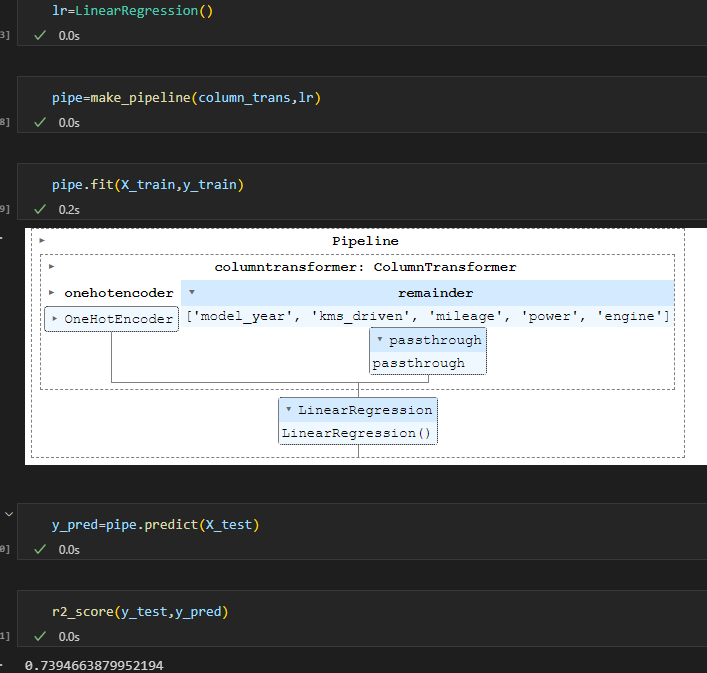 lr=LinearRegression()
3]
0.0s
pipe=make_pipeline(column_trans,lr)
8]
0.0s
pipe.fit(X_train,y_train)
9]
0.2s
Pipeline
columntransformer: ColumnTransformer
onehotencoder
remainder
OneHotEncoder
['model_year', 'kms_driven', 'mileage', 'power', 'engine']
passthrough
passthrough
LinearRegression
LinearRegression()
y_pred=pipe.predict(X_test)
0]
0.0s
r2_score(y_test,y_pred)
1]
0.0s
0.7394663879952194